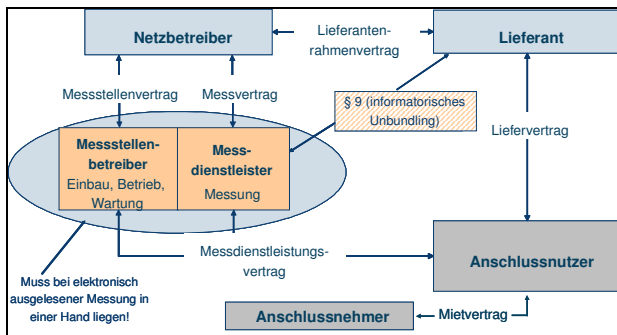 Netzbetreiber
Lieferanten-
rahmenvertrag
Lieferant
Messstellenvertrag
Messvertrag
§ 9 (informatorisches
Unbundling)
Liefervertrag
Messstellen-
betreiber
Einbau, Betrieb,
Wartung
Mess-
dienstleister
Messung
Messdienstleistungs-
vertrag
Anschlussnutzer
Muss bei elektronisch
ausgelesener Messung in
einer Hand liegen!
Anschlussnehmer
Mietvertrag